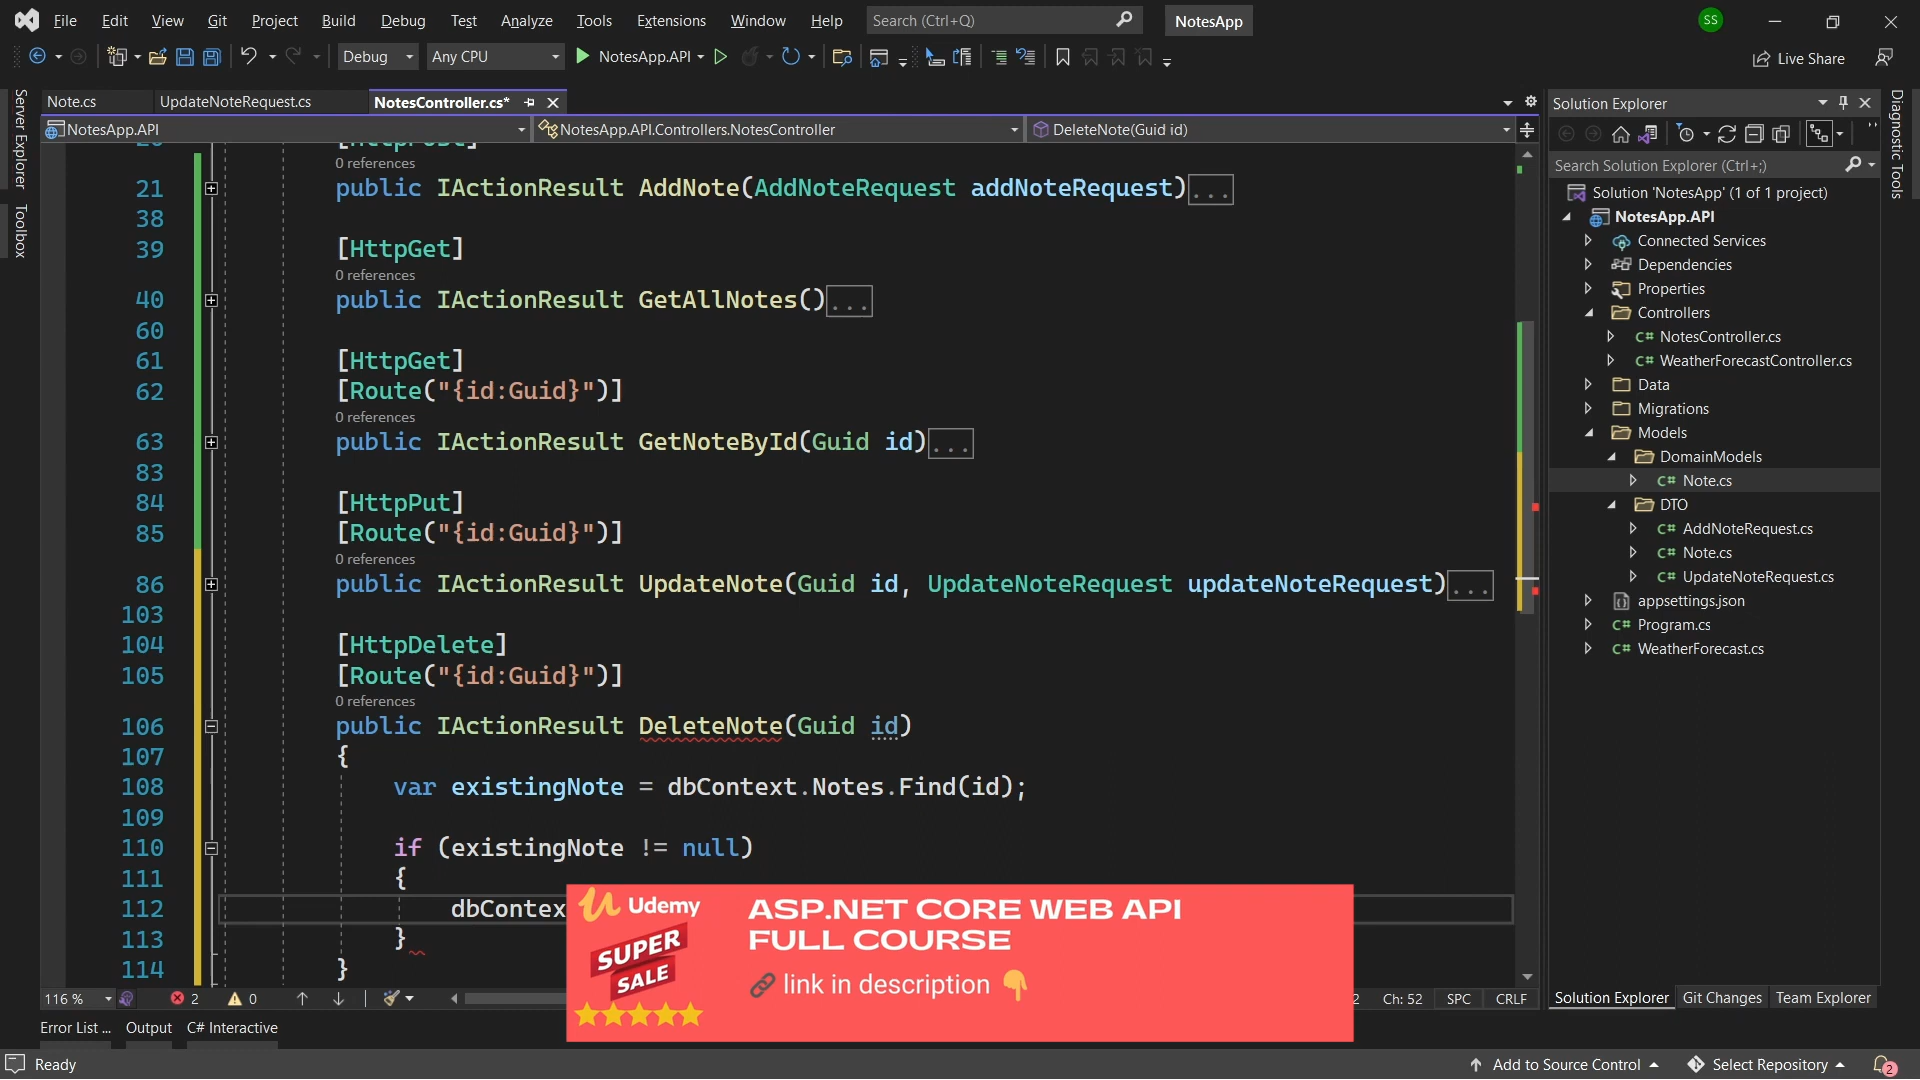 File Edit View Git Project Build Debug Test Analyze Tools Extensions Window Help Search (Ctrl+Q) NotesApp SS
Debug Any CPU NotesApp.API Live Share
Server Explorer
Toolbox
Note.cs UpdateNoteRequest.cs NotesController.cs*
NotesApp.API NotesApp.API.Controllers.NotesController DeleteNote(Guid id)
0 references
21 public IActionResult AddNote(AddNoteRequest addNoteRequest)...
38
39 [HttpGet]
0 references
40 public IActionResult GetAllNotes()...
60
61 [HttpGet]
62 [Route("{id:Guid}")]
0 references
63 public IActionResult GetNoteById(Guid id)...
83
84 [HttpPut]
85 [Route("{id:Guid}")]
0 references
86 public IActionResult UpdateNote(Guid id, UpdateNoteRequest updateNoteRequest)...
103
104 [HttpDelete]
105 [Route("{id:Guid}")]
0 references
106 public IActionResult DeleteNote(Guid id)
107 {
108 var existingNote = dbContext.Notes.Find(id);
109
110 if (existingNote != null)
111 {
112 dbContex
113 }
114 }
Udemy
SUPER
SALE
ASP.NET CORE WEB API
FULL COURSE
🔗 link in description 👇
116 % 2 0 2 Ch: 52 SPC CRLF
Error List ... Output C# Interactive
Ready Add to Source Control Select Repository 2
Solution Explorer
Search Solution Explorer (Ctrl+;)
Solution 'NotesApp' (1 of 1 project)
NotesApp.API
Connected Services
Dependencies
Properties
Controllers
C# NotesController.cs
C# WeatherForecastController.cs
Data
Migrations
Models
DomainModels
C# Note.cs
DTO
C# AddNoteRequest.cs
C# Note.cs
C# UpdateNoteRequest.cs
appsettings.json
C# Program.cs
C# WeatherForecast.cs
Solution Explorer Git Changes Team Explorer
Diagnostic Tools